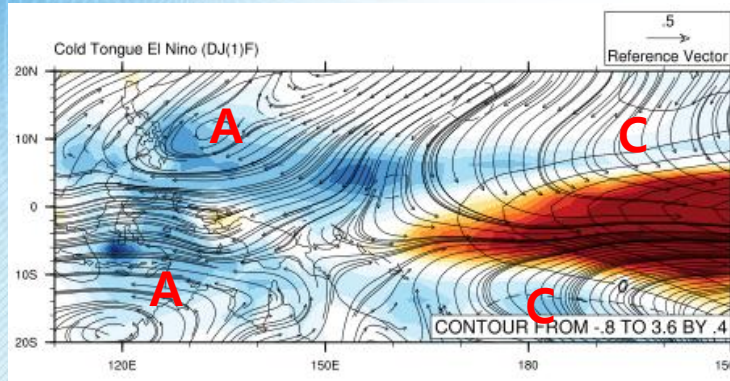 .5
Reference Vector
Cold Tongue El Nino (DJ(1)F)
20N
10N
0
10S
20S
A
C
A
C
0
CONTOUR FROM -.8 TO 3.6 BY .4
120E
150E
180